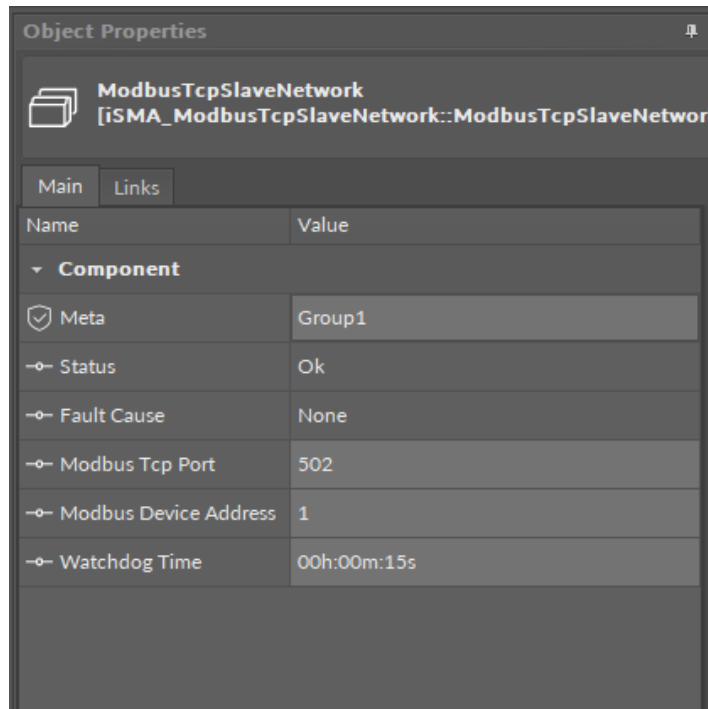 Object Properties
ModbusTcpSlaveNetwork
[iSMA_ModbusTcpSlaveNetwork::ModbusTcpSlaveNetwor
Main Links
Name Value
Component
Meta Group1
Status Ok
Fault Cause None
Modbus Tcp Port 502
Modbus Device Address 1
Watchdog Time 00h:00m:15s